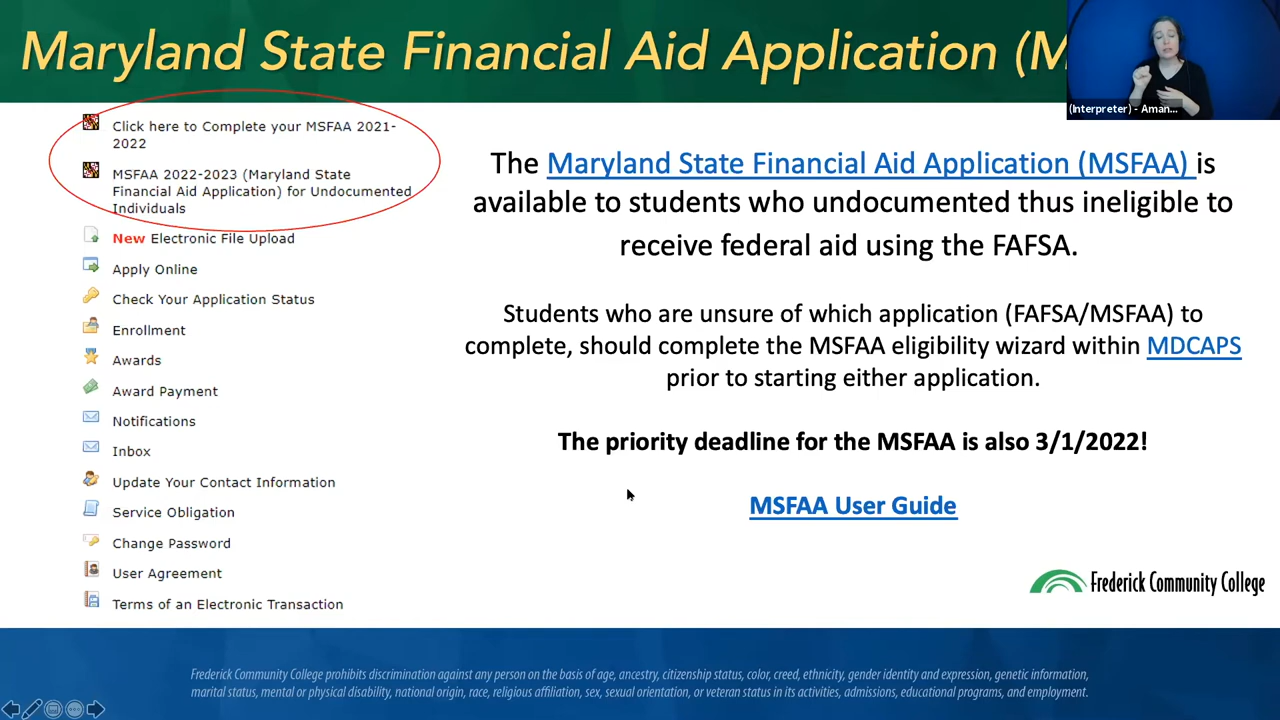 Maryland State Financial Aid Application (M
(Interpreter) - Aman...
Click here to Complete your MSFAA 2021-
2022
MSFAA 2022-2023 (Maryland State
Financial Aid Application) for Undocumented
Individuals
New Electronic File Upload
Apply Online
Check Your Application Status
Enrollment
Awards
Award Payment
Notifications
Inbox
Update Your Contact Information
Service Obligation
Change Password
User Agreement
Terms of an Electronic Transaction
The Maryland State Financial Aid Application (MSFAA) is
available to students who undocumented thus ineligible to
receive federal aid using the FAFSA.
Students who are unsure of which application (FAFSA/MSFAA) to
complete, should complete the MSFAA eligibility wizard within MDCAPS
prior to starting either application.
The priority deadline for the MSFAA is also 3/1/2022!
MSFAA User Guide
Frederick Community College
Frederick Community College prohibits discrimination against any person on the basis of age, ancestry, citizenship status, color, creed, ethnicity, gender identity and expression, genetic information,
marital status, mental or physical disability, national origin, race, religious affiliation, sex, sexual orientation, or veteran status in its activities, admissions, educational programs, and employment.